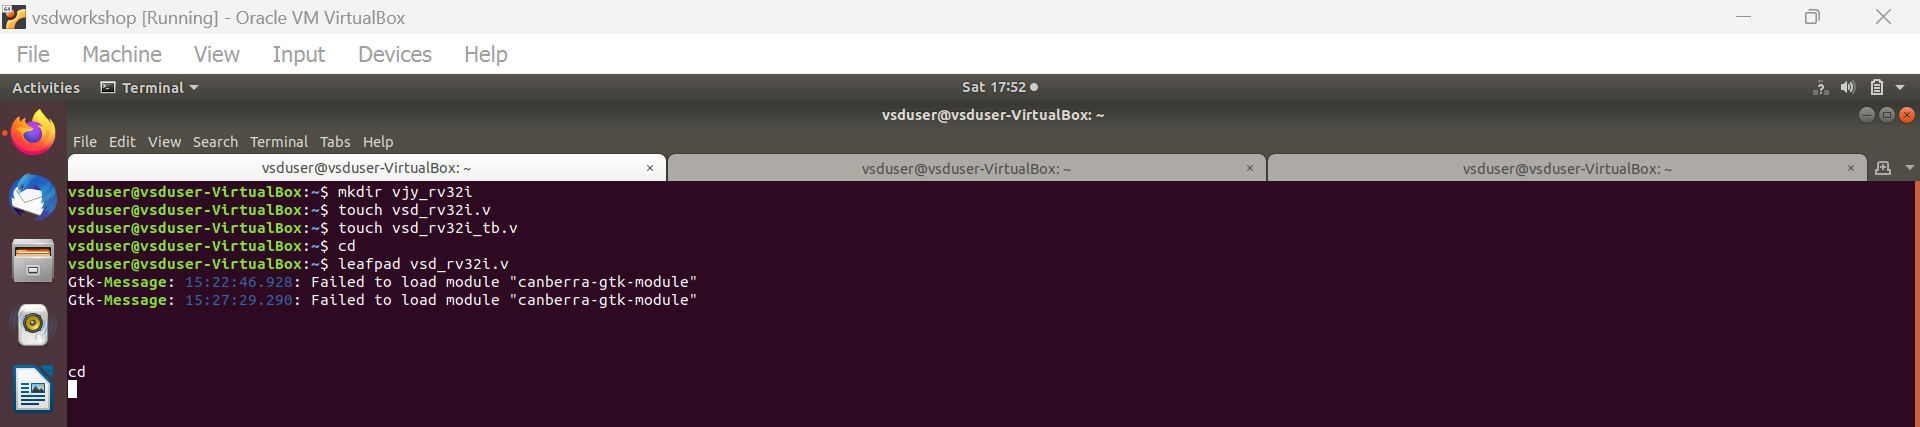 vsdworkshop [Running] - Oracle VM VirtualBox
File Machine View Input Devices Help
Activities Terminal Sat 17:52
vsduser@vsduser-VirtualBox: ~
File Edit View Search Terminal Tabs Help
vsduser@vsduser-VirtualBox: ~ × vsduser@vsduser-VirtualBox: ~ × vsduser@vsduser-VirtualBox: ~ ×
vsduser@vsduser-VirtualBox:~$ mkdir vjy_rv32i
vsduser@vsduser-VirtualBox:~$ touch vsd_rv32i.v
vsduser@vsduser-VirtualBox:~$ touch vsd_rv32i_tb.v
vsduser@vsduser-VirtualBox:~$ cd
vsduser@vsduser-VirtualBox:~$ leafpad vsd_rv32i.v
Gtk-Message: 15:22:46.928: Failed to load module "canberra-gtk-module"
Gtk-Message: 15:27:29.290: Failed to load module "canberra-gtk-module"
cd